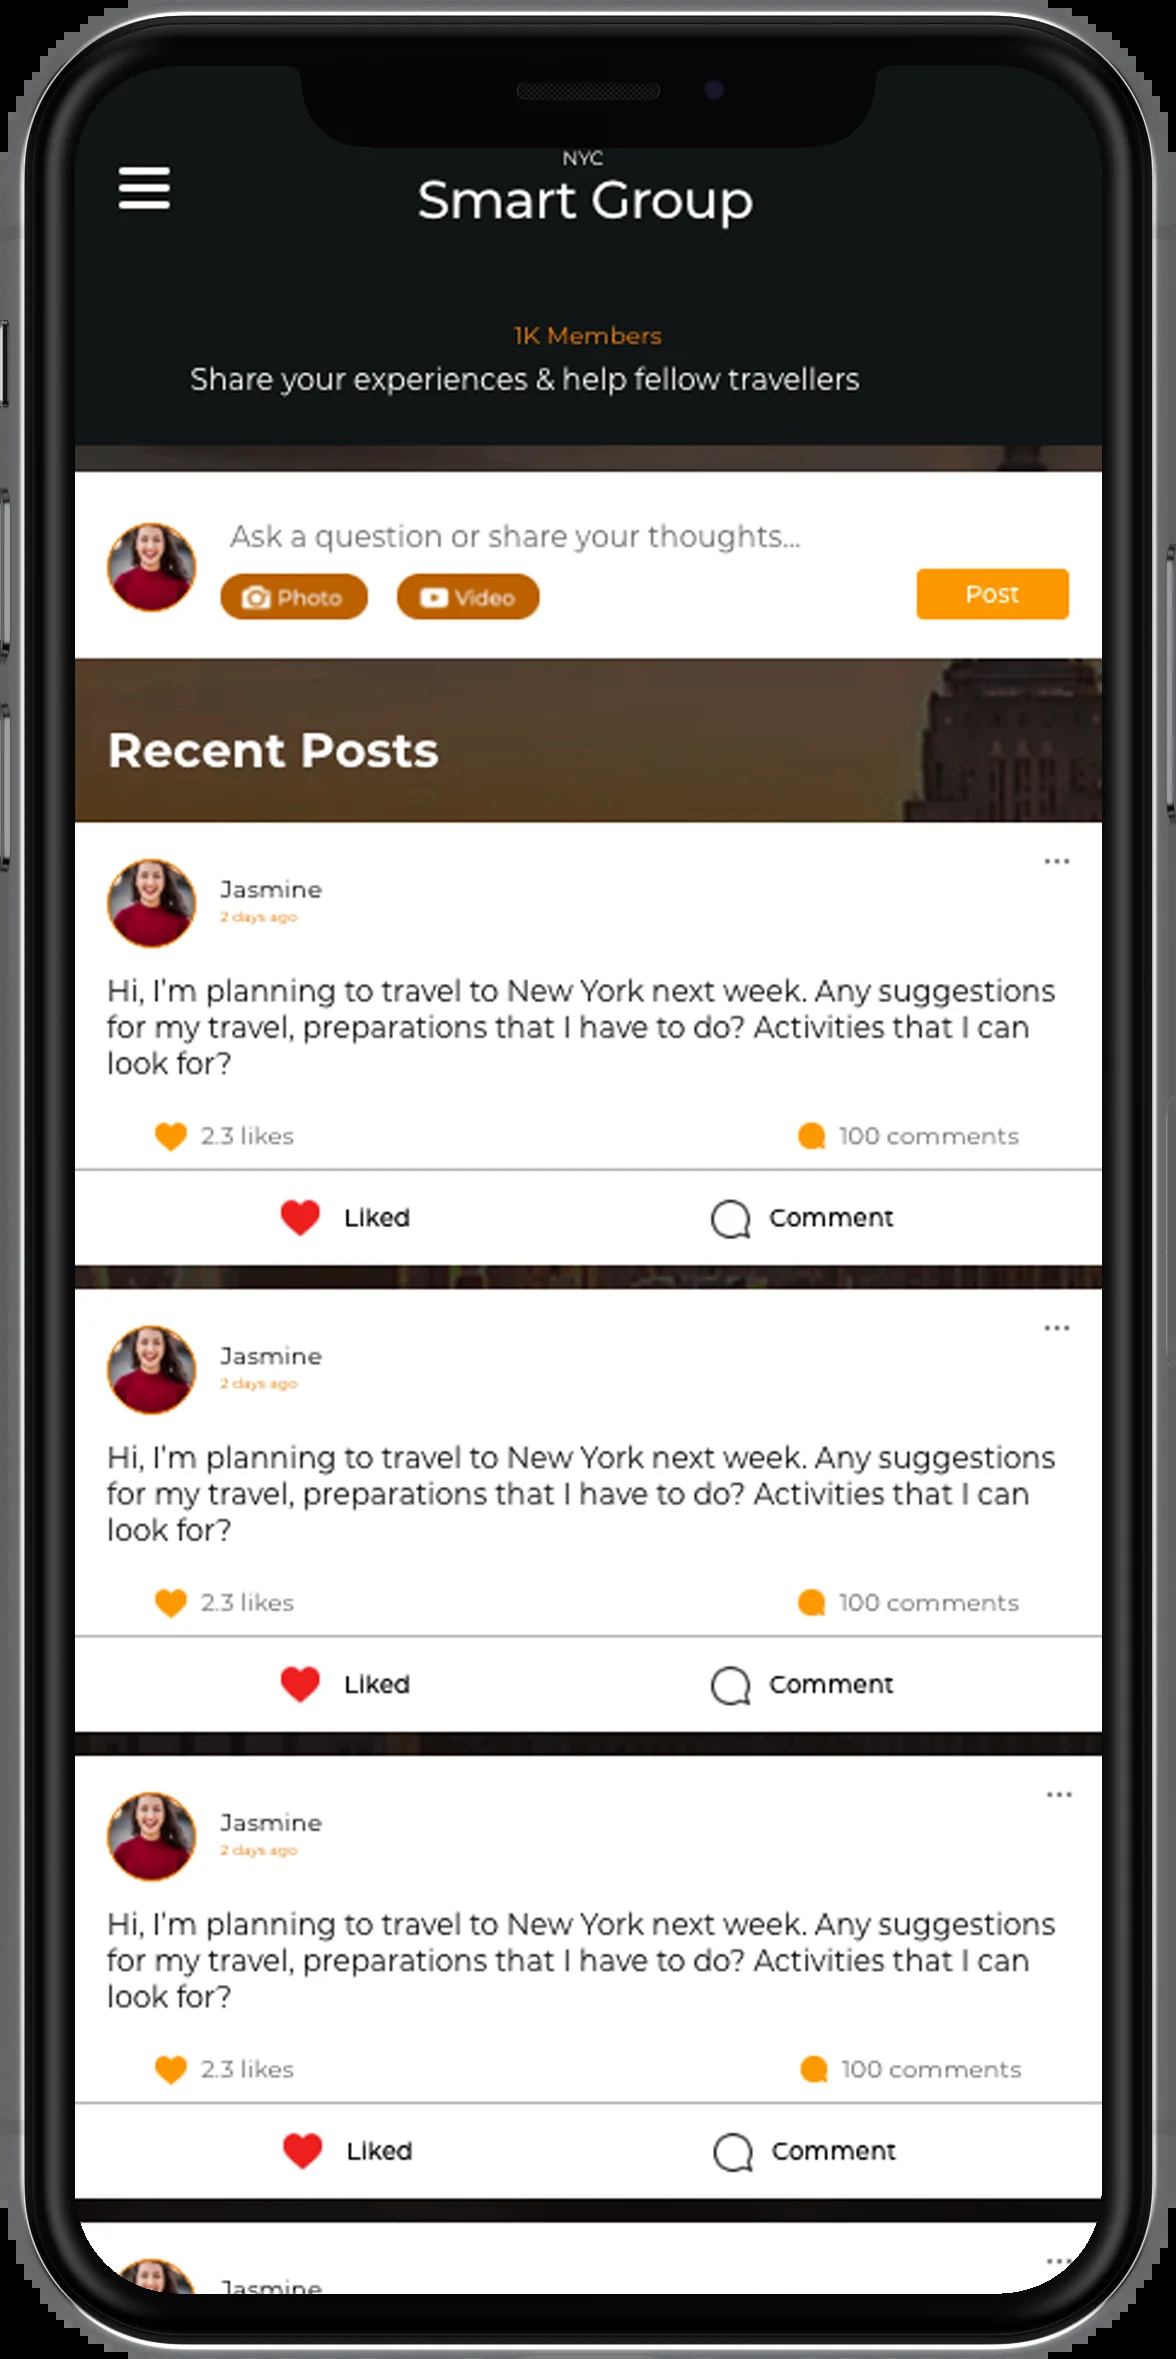 NYC
Smart Group
1K Members
Share your experiences & help fellow travellers
Ask a question or share your thoughts...
Photo
Video
Post
Recent Posts
...
Jasmine
2 days ago
Hi, I'm planning to travel to New York next week. Any suggestions
for my travel, preparations that I have to do? Activities that I can
look for?
2.3 likes
100 comments
Liked
Comment
...
Jasmine
2 days ago
Hi, I'm planning to travel to New York next week. Any suggestions
for my travel, preparations that I have to do? Activities that I can
look for?
2.3 likes
100 comments
Liked
Comment
...
Jasmine
2 days ago
Hi, I'm planning to travel to New York next week. Any suggestions
for my travel, preparations that I have to do? Activities that I can
look for?
2.3 likes
100 comments
Liked
Comment
...
Jasmine